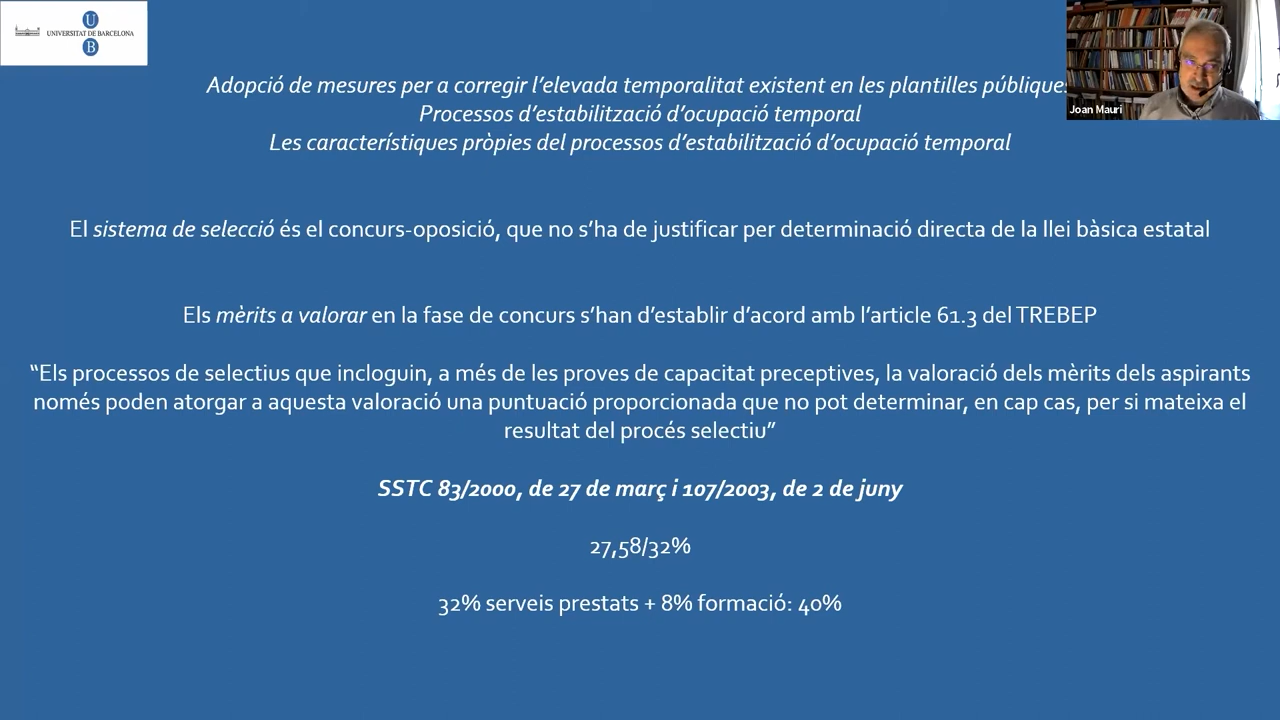 U
UNIVERSITAT DE BARCELONA
B
Adopció de mesures per a corregir l'elevada temporalitat existent en les plantilles públiques
Processos d'estabilització d'ocupació temporal
Les característiques pròpies del processos d'estabilització d'ocupació temporal
El sistema de selecció és el concurs-oposició, que no s'ha de justificar per determinació directa de la llei bàsica estatal
Els mèrits a valorar en la fase de concurs s'han d'establir d'acord amb l'article 61.3 del TREBEP
“Els processos de selectius que incloguin, a més de les proves de capacitat preceptives, la valoració dels mèrits dels aspirants
només poden atorgar a aquesta valoració una puntuació proporcionada que no pot determinar, en cap cas, per si mateixa el
resultat del procés selectiu”
SSTC 83/2000, de 27 de març i 107/2003, de 2 de juny
27,58/32%
32% serveis prestats + 8% formació: 40%
Joan Mauri